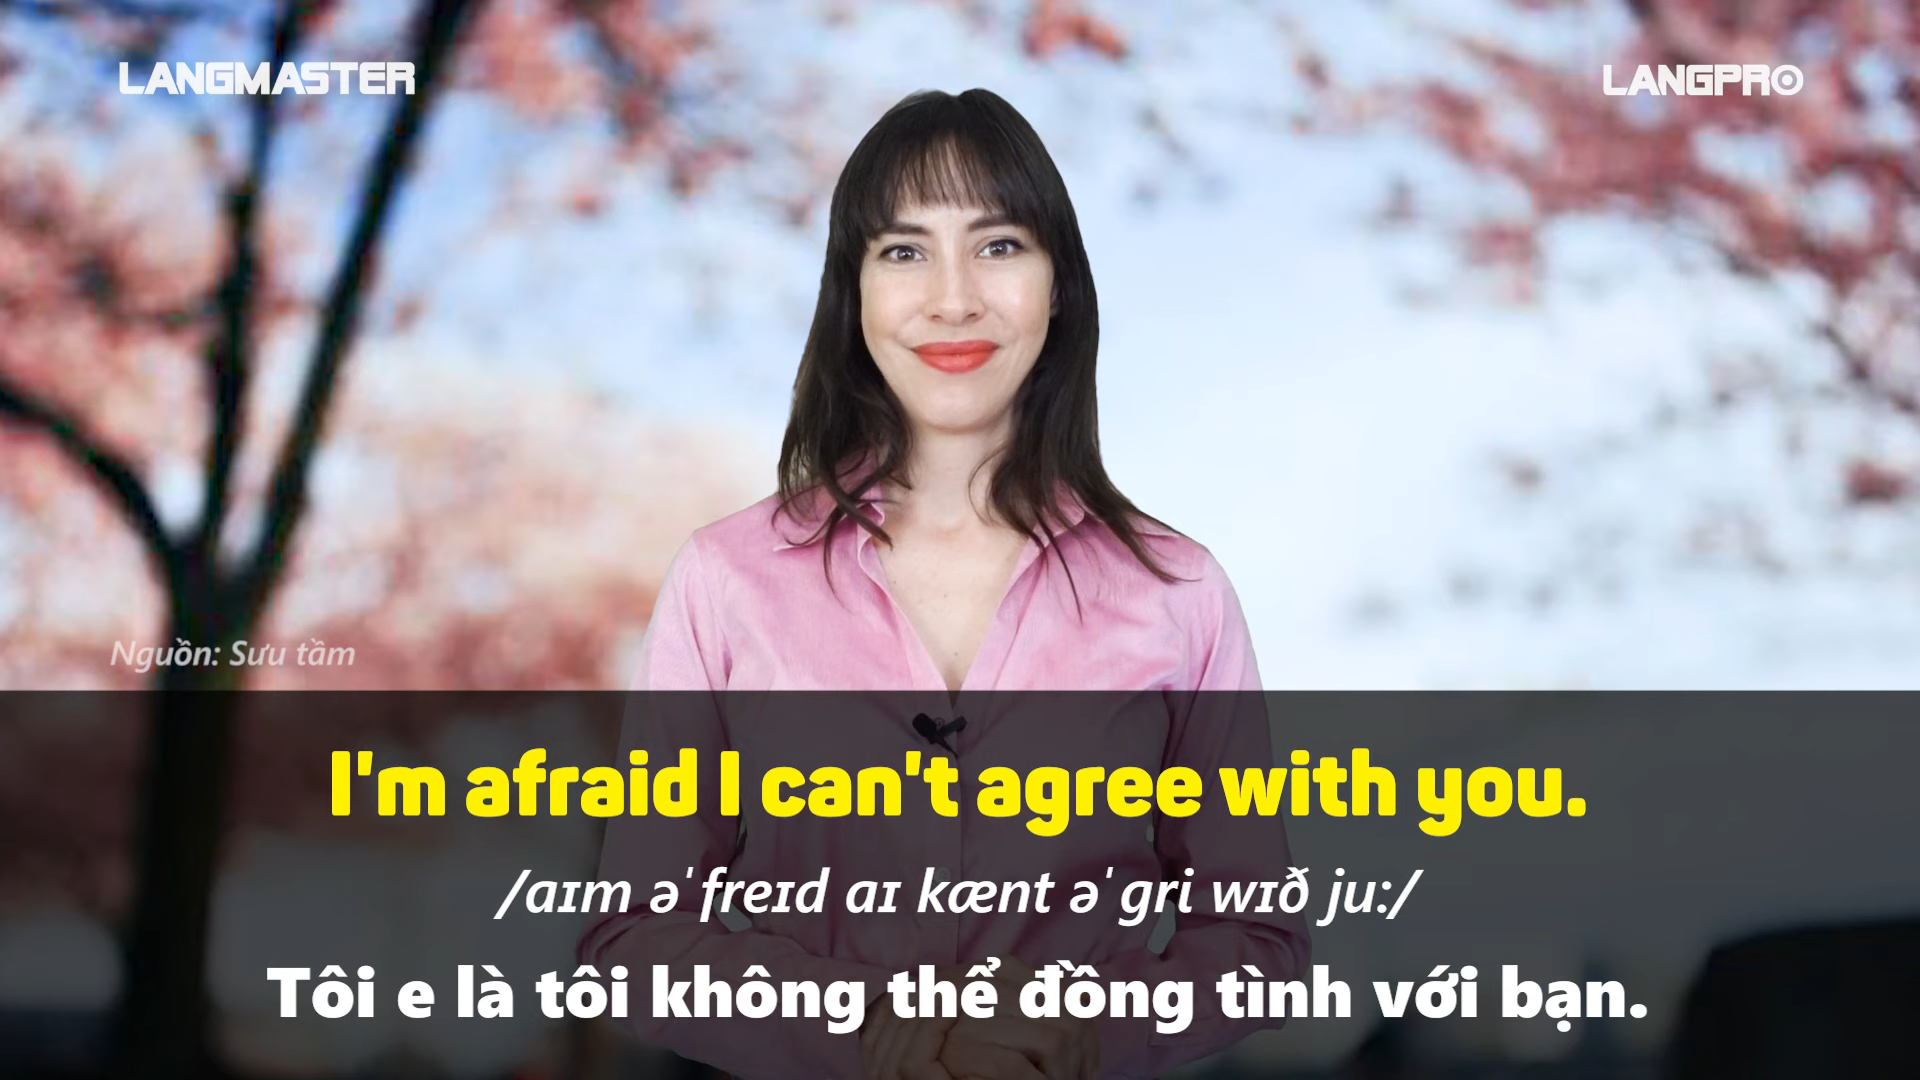 LANGMASTER
LANGPRO
Nguồn: Sưu tầm
I'm afraid I can't agree with you.
/aɪm əˈfreɪd aɪ kænt əˈgri wɪð ju:/
Tôi e là tôi không thể đồng tình với bạn.